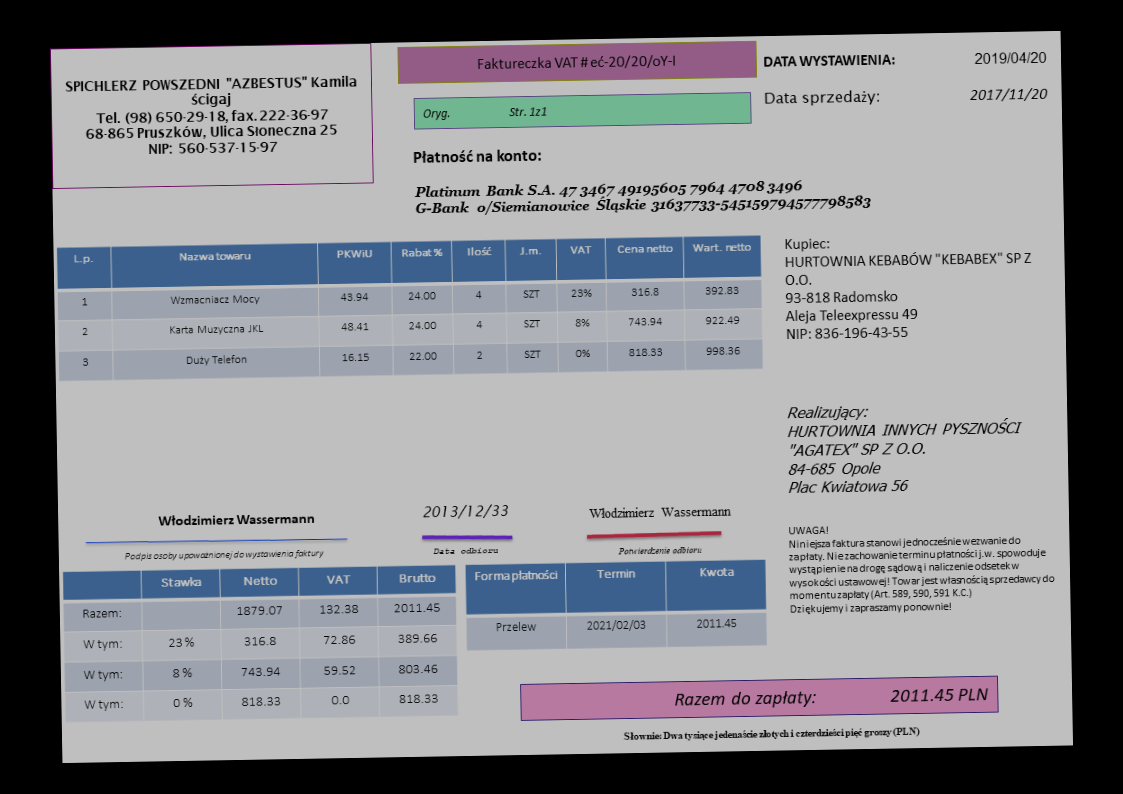 SPICHLERZ POWSZEDNI "AZBESTUS" Kamila
ścigaj
Tel. (98) 650-29-18, fax. 222-36-97
68-865 Pruszków, Ulica Słoneczna 25
NIP: 560-537-15-97
Faktureczka VAT # eć-20/20/oY-I
Oryg. Str. 1z1
DATA WYSTAWIENIA: 2019/04/20
Data sprzedaży: 2017/11/20
Płatność na konto:
Platinum Bank S.A. 47 3467 49195605 7964 4708 3496
G-Bank o/Siemianowice Śląskie 31637733-545159794577798583
L.p. Nazwa towaru PKWiU Rabat % Ilość J.m. VAT Cena netto Wart. netto
1 Wzmacniacz Mocy 43.94 24.00 4 SZT 23% 316.8 392.83
2 Karta Muzyczna JKL 48.41 24.00 4 SZT 8% 743.94 922.49
3 Duży Telefon 16.15 22.00 2 SZT 0% 818.33 998.36
Kupiec:
HURTOWNIA KEBABÓW "KEBABEX" SP Z
O.O.
93-818 Radomsko
Aleja Teleexpressu 49
NIP: 836-196-43-55
Realizujący:
HURTOWNIA INNYCH PYSZNOŚCI
"AGATEX" SP Z O.O.
84-685 Opole
Plac Kwiatowa 56
Włodzimierz Wassermann
Podpis osoby upoważnionej do wystawienia faktury
2013/12/33
Data odbioru
Włodzimierz Wassermann
Potwierdzenie odbioru
UWAGA!
Niniejsza faktura stanowi jednocześnie wezwanie do
zapłaty. Nie zachowanie terminu płatności j.w. spowoduje
wystąpienie na drogę sądową i naliczenie odsetek w
wysokości ustawowej! Towar jest własnością sprzedawcy do
momentu zapłaty (Art. 589, 590, 591 K.C.)
Dziękujemy i zapraszamy ponownie!
Stawka Netto VAT Brutto
Razem: 1879.07 132.38 2011.45
W tym: 23 % 316.8 72.86 389.66
W tym: 8 % 743.94 59.52 803.46
W tym: 0 % 818.33 0.0 818.33
Forma płatności Termin Kwota
Przelew 2021/02/03 2011.45
Razem do zapłaty: 2011.45 PLN
Słownie: Dwa tysiące jedenaście złotych i czterdzieści pięć groszy (PLN)